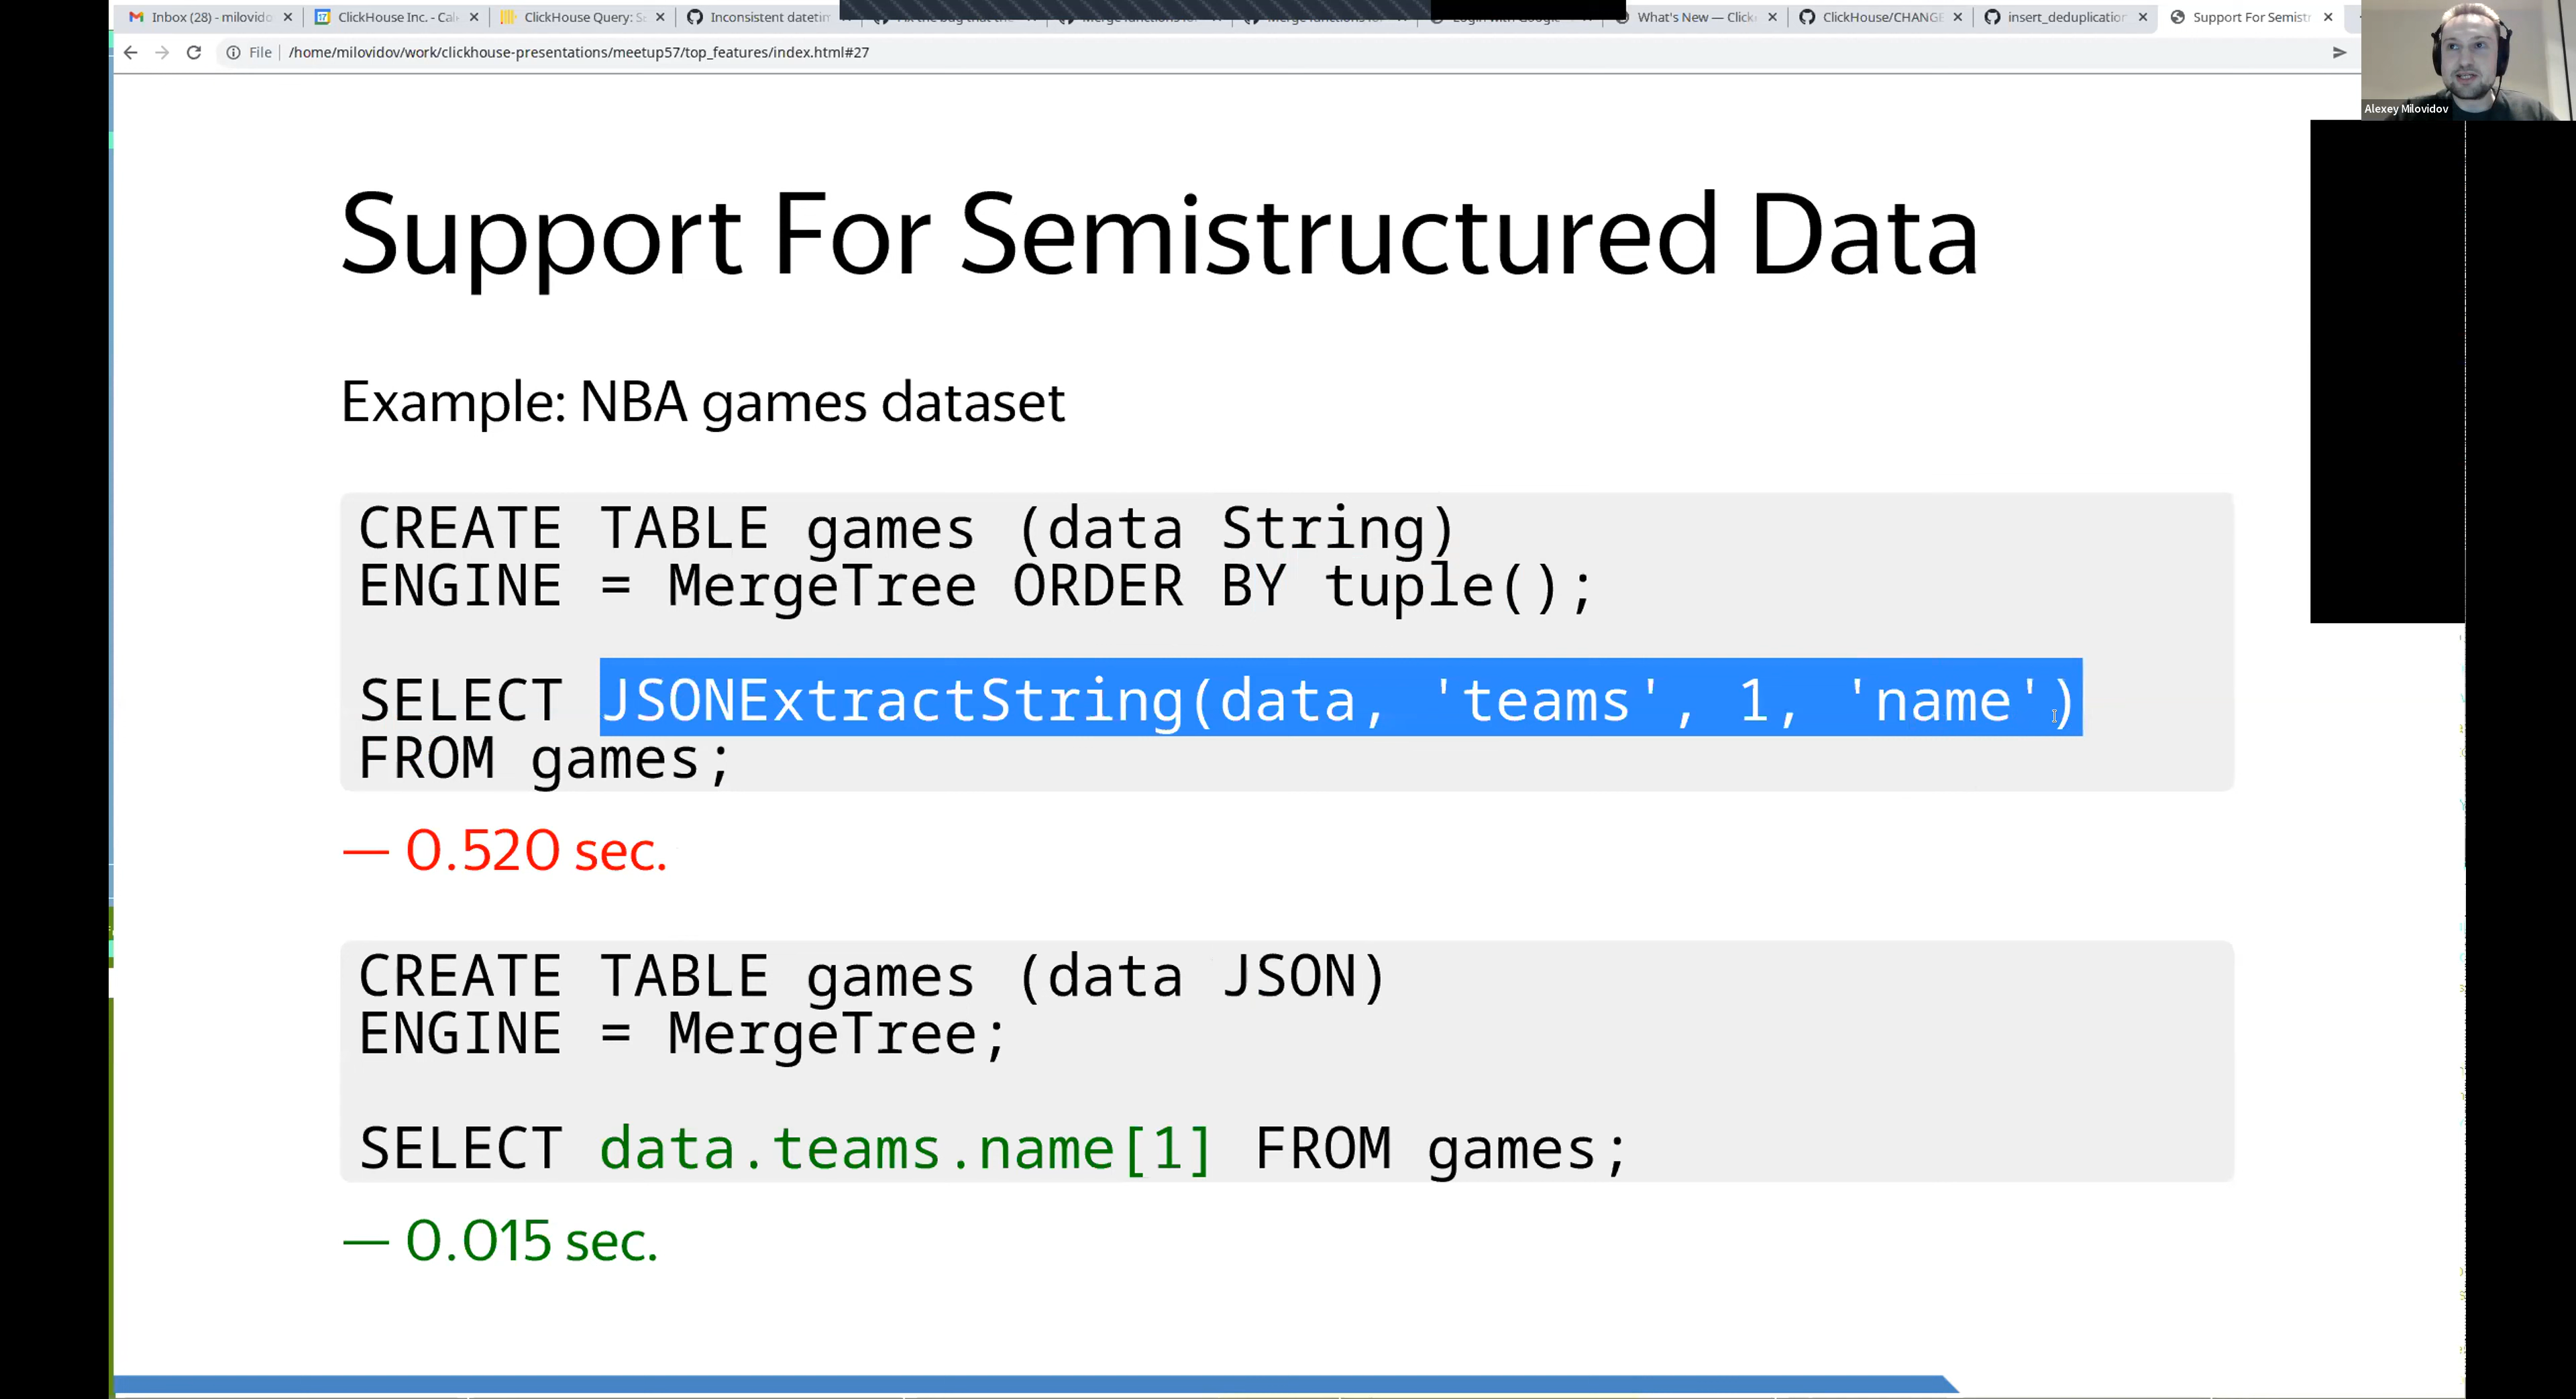 Inbox (28) - milovido
ClickHouse Inc. - Cal
ClickHouse Query: S
Inconsistent datetim
What's New — Click
ClickHouse/CHANGE
insert_deduplication
Support For Semistr
File
/home/milovidov/work/clickhouse-presentations/meetup57/top_features/index.html#27
Alexey Milovidov
Support For Semistructured Data
Example: NBA games dataset
CREATE TABLE games (data String)
ENGINE = MergeTree ORDER BY tuple();
SELECT JSONExtractString(data, 'teams', 1, 'name')
FROM games;
— 0.520 sec.
CREATE TABLE games (data JSON)
ENGINE = MergeTree;
SELECT data.teams.name[1] FROM games;
— 0.015 sec.